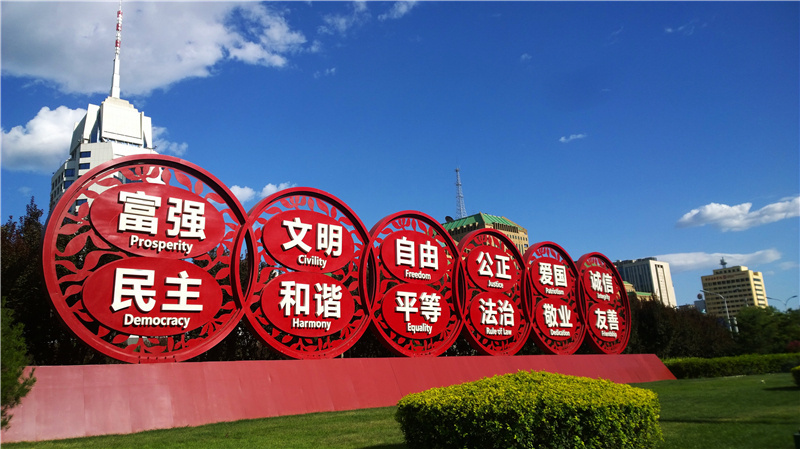 富强
Prosperity
民主
Democracy
文明
Civility
和谐
Harmony
自由
Freedom
平等
Equality
公正
Justice
法治
Rule of Law
爱国
Patriotism
敬业
Dedication
诚信
Integrity
友善
Friendship